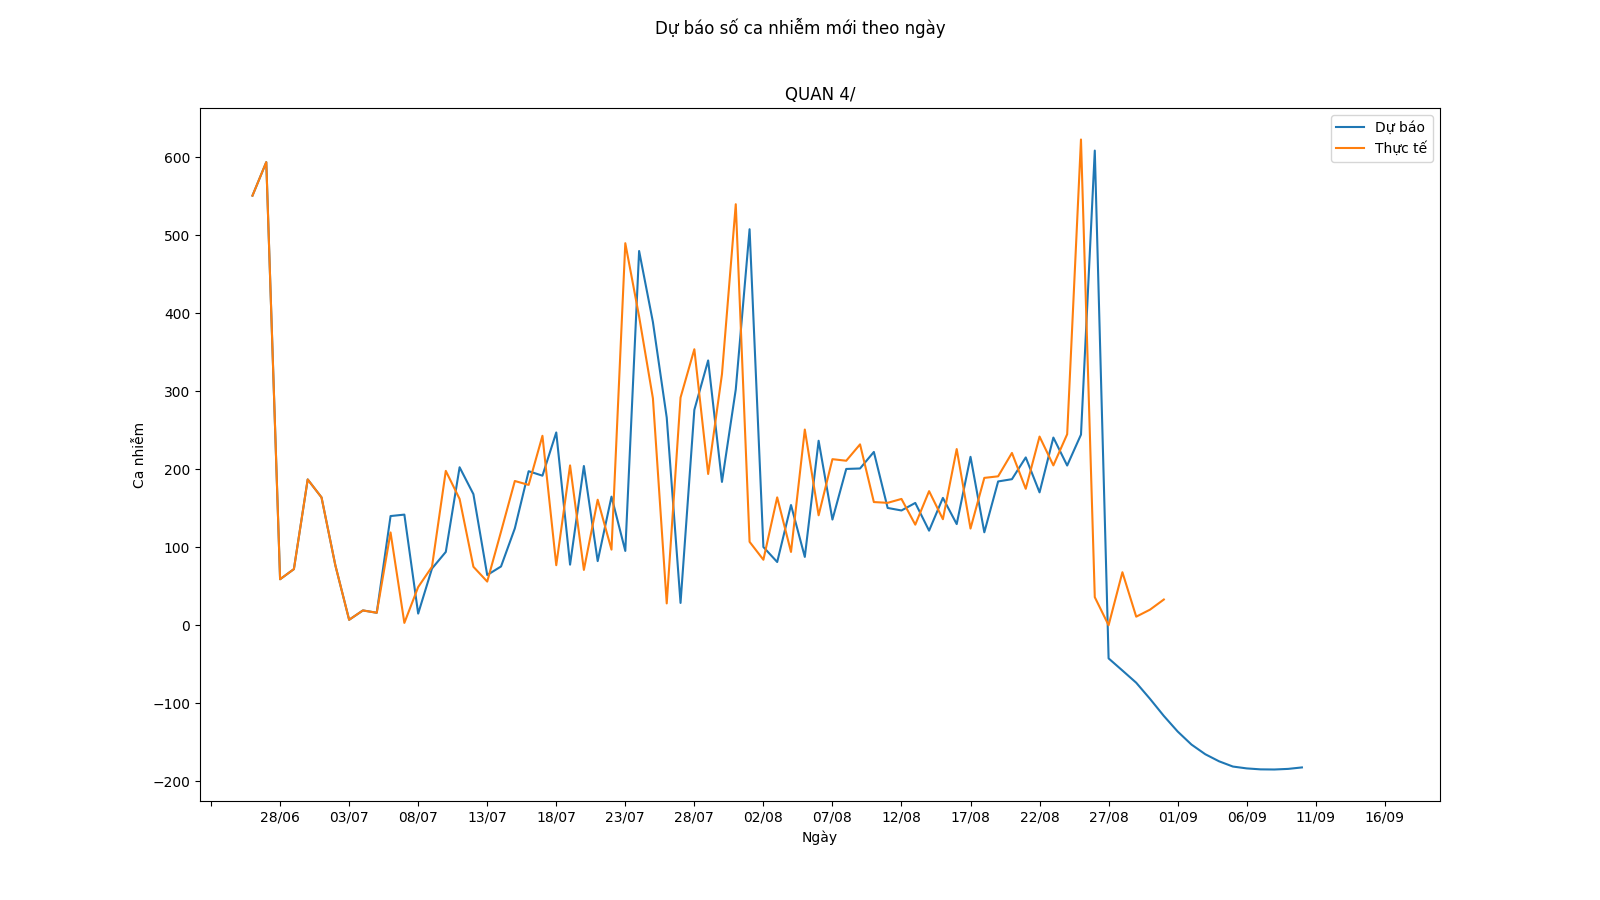 Dự báo số ca nhiễm mới theo ngày
QUAN 4/
Dự báo
Thực tế
600
500
400
300
200
100
0
−100
−200
Ca nhiễm
28/06 03/07 08/07 13/07 18/07 23/07 28/07 02/08 07/08 12/08 17/08 22/08 27/08 01/09 06/09 11/09 16/09
Ngày